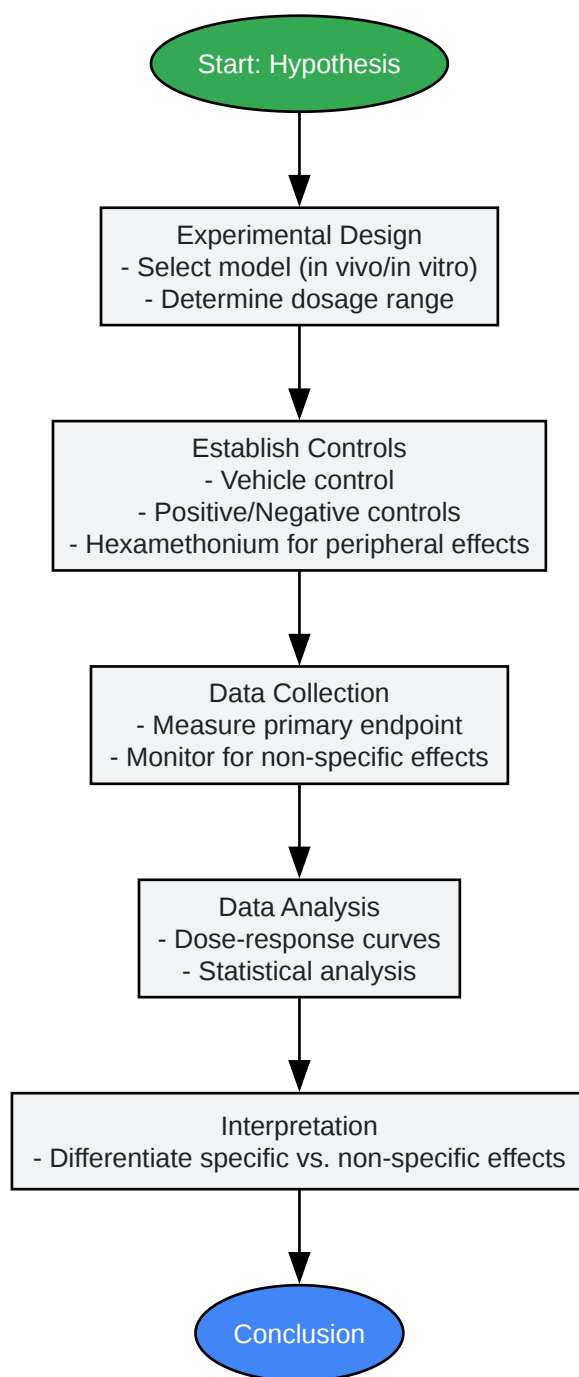 Start: Hypothesis
Experimental Design
- Select model (in vivo/in vitro)
- Determine dosage range
Establish Controls
- Vehicle control
- Positive/Negative controls
- Hexamethonium for peripheral effects
Data Collection
- Measure primary endpoint
- Monitor for non-specific effects
Data Analysis
- Dose-response curves
- Statistical analysis
Interpretation
- Differentiate specific vs. non-specific effects
Conclusion